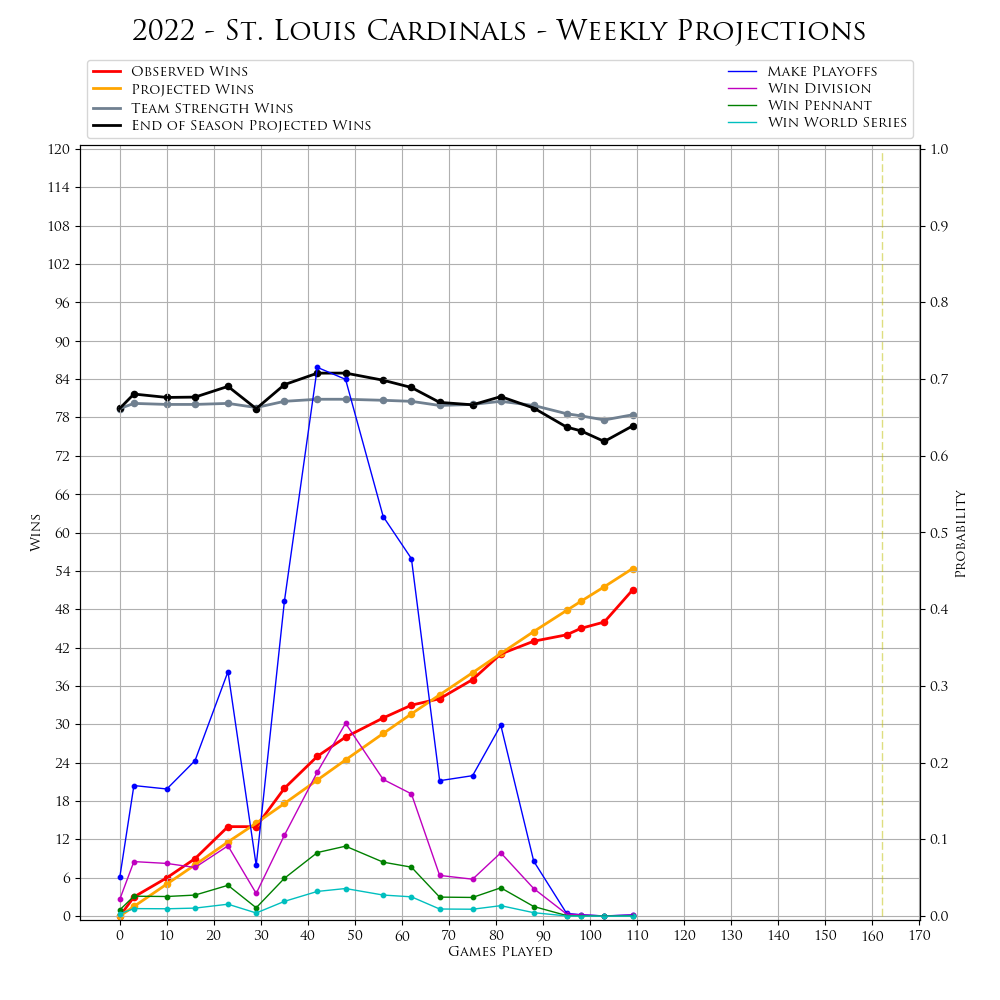 2022 - St. Louis Cardinals - Weekly Projections
Observed Wins
Projected Wins
Team Strength Wins
End of Season Projected Wins
Make Playoffs
Win Division
Win Pennant
Win World Series
120
114
108
102
96
90
84
78
72
66
60
54
48
42
36
30
24
18
12
6
0
Wins
1.0
0.9
0.8
0.7
0.6
0.5
0.4
0.3
0.2
0.1
0.0
Probability
0 10 20 30 40 50 60 70 80 90 100 110 120 130 140 150 160 170
Games Played